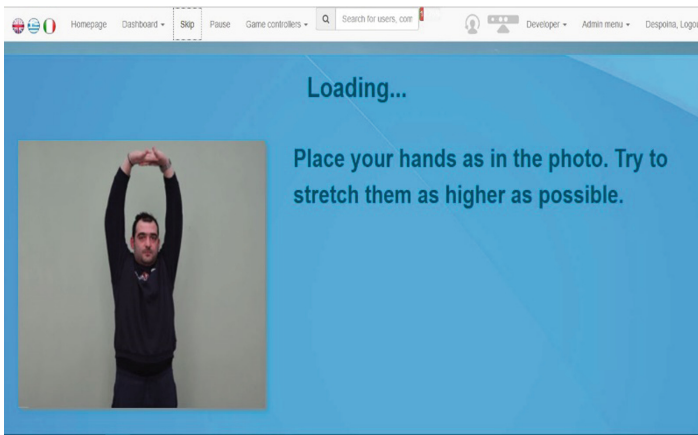 Homepage Dashboard Skip Pause Game controllers Search for users, com Developer Admin menu Despoina, Logou
Loading...
Place your hands as in the photo. Try to
stretch them as higher as possible.